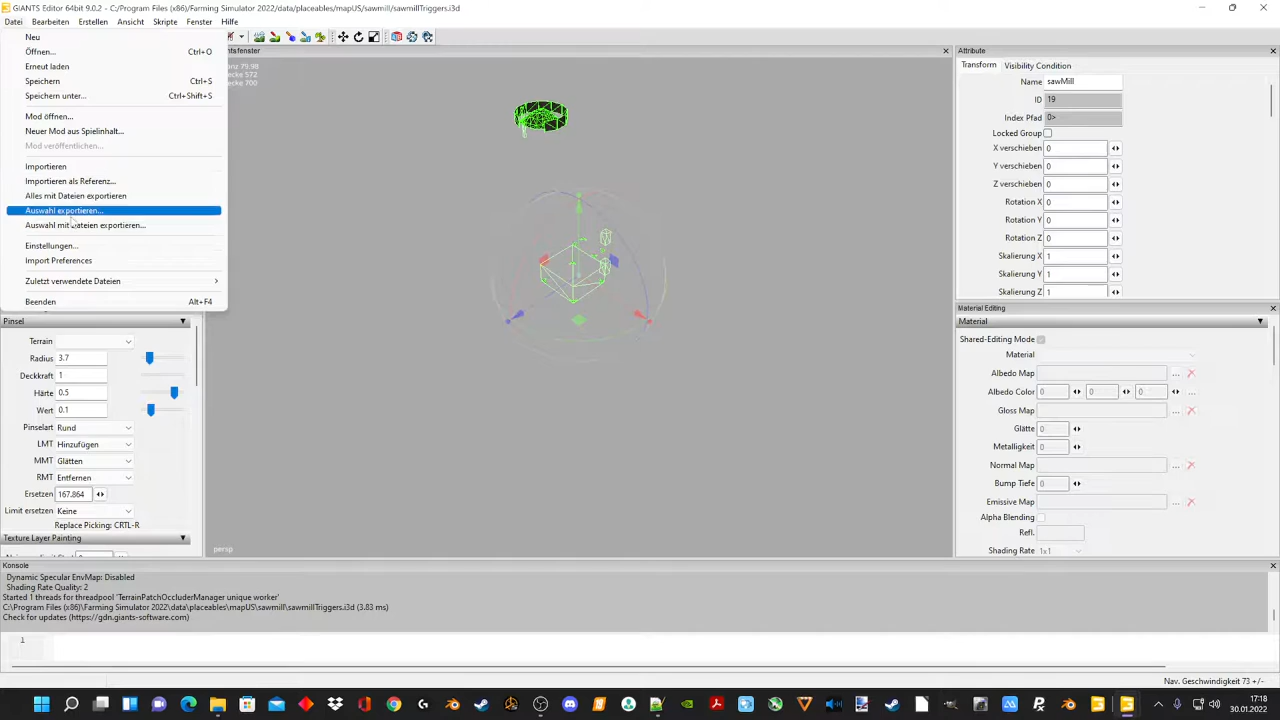 GIANTS Editor 64bit 9.0.2 - C:/Program Files (x86)/Farming Simulator 2022/data/placeables/mapUS/sawmill/sawmillTriggers.i3d
Datei Bearbeiten Erstellen Ansicht Skripte Fenster Hilfe
Neu
Öffnen... Ctrl+O
Erneut laden
Speichern Ctrl+S
Speichern unter... Ctrl+Shift+S
Mod öffnen...
Neuer Mod aus Spielinhalt...
Mod veröffentlichen...
Importieren
Importieren als Referenz...
Alles mit Dateien exportieren
Auswahl exportieren...
Auswahl mit Dateien exportieren...
Einstellungen...
Import Preferences
Zuletzt verwendete Dateien
Beenden Alt+F4
Pinsel
Terrain
Radius 3.7
Deckkraft 1
Härte 0.5
Wert 0.1
Pinselart Rund
LMT Hinzufügen
MMT Glätten
RMT Entfernen
Ersetzen 167.864
Limit ersetzen Keine
Replace Picking: CRTL-R
Texture Layer Painting
persp
Attribute
Transform Visibility Condition
Name sawMill
ID 19
Index Pfad 0>
Locked Group
X verschieben 0
Y verschieben 0
Z verschieben 0
Rotation X 0
Rotation Y 0
Rotation Z 0
Skalierung X 1
Skalierung Y 1
Skalierung Z 1
Material Editing
Material
Shared-Editing Mode
Material
Albedo Map
Albedo Color 0 0 0
Gloss Map
Glätte 0
Metalligkeit 0
Normal Map
Bump Tiefe 0
Emissive Map
Alpha Blending
Refl.
Shading Rate 1x1
Konsole
Dynamic Specular EnvMap: Disabled
Shading Rate Quality: 2
Started 1 threads for threadpool 'TerrainPatchOccluderManager unique worker'
C:\Program Files (x86)\Farming Simulator 2022\data\placeables\mapUS\sawmill\sawmillTriggers.i3d (3.83 ms)
Check for updates (https://gdn.giants-software.com)
1
Nav. Geschwindigkeit 73
17:18
30.01.2022